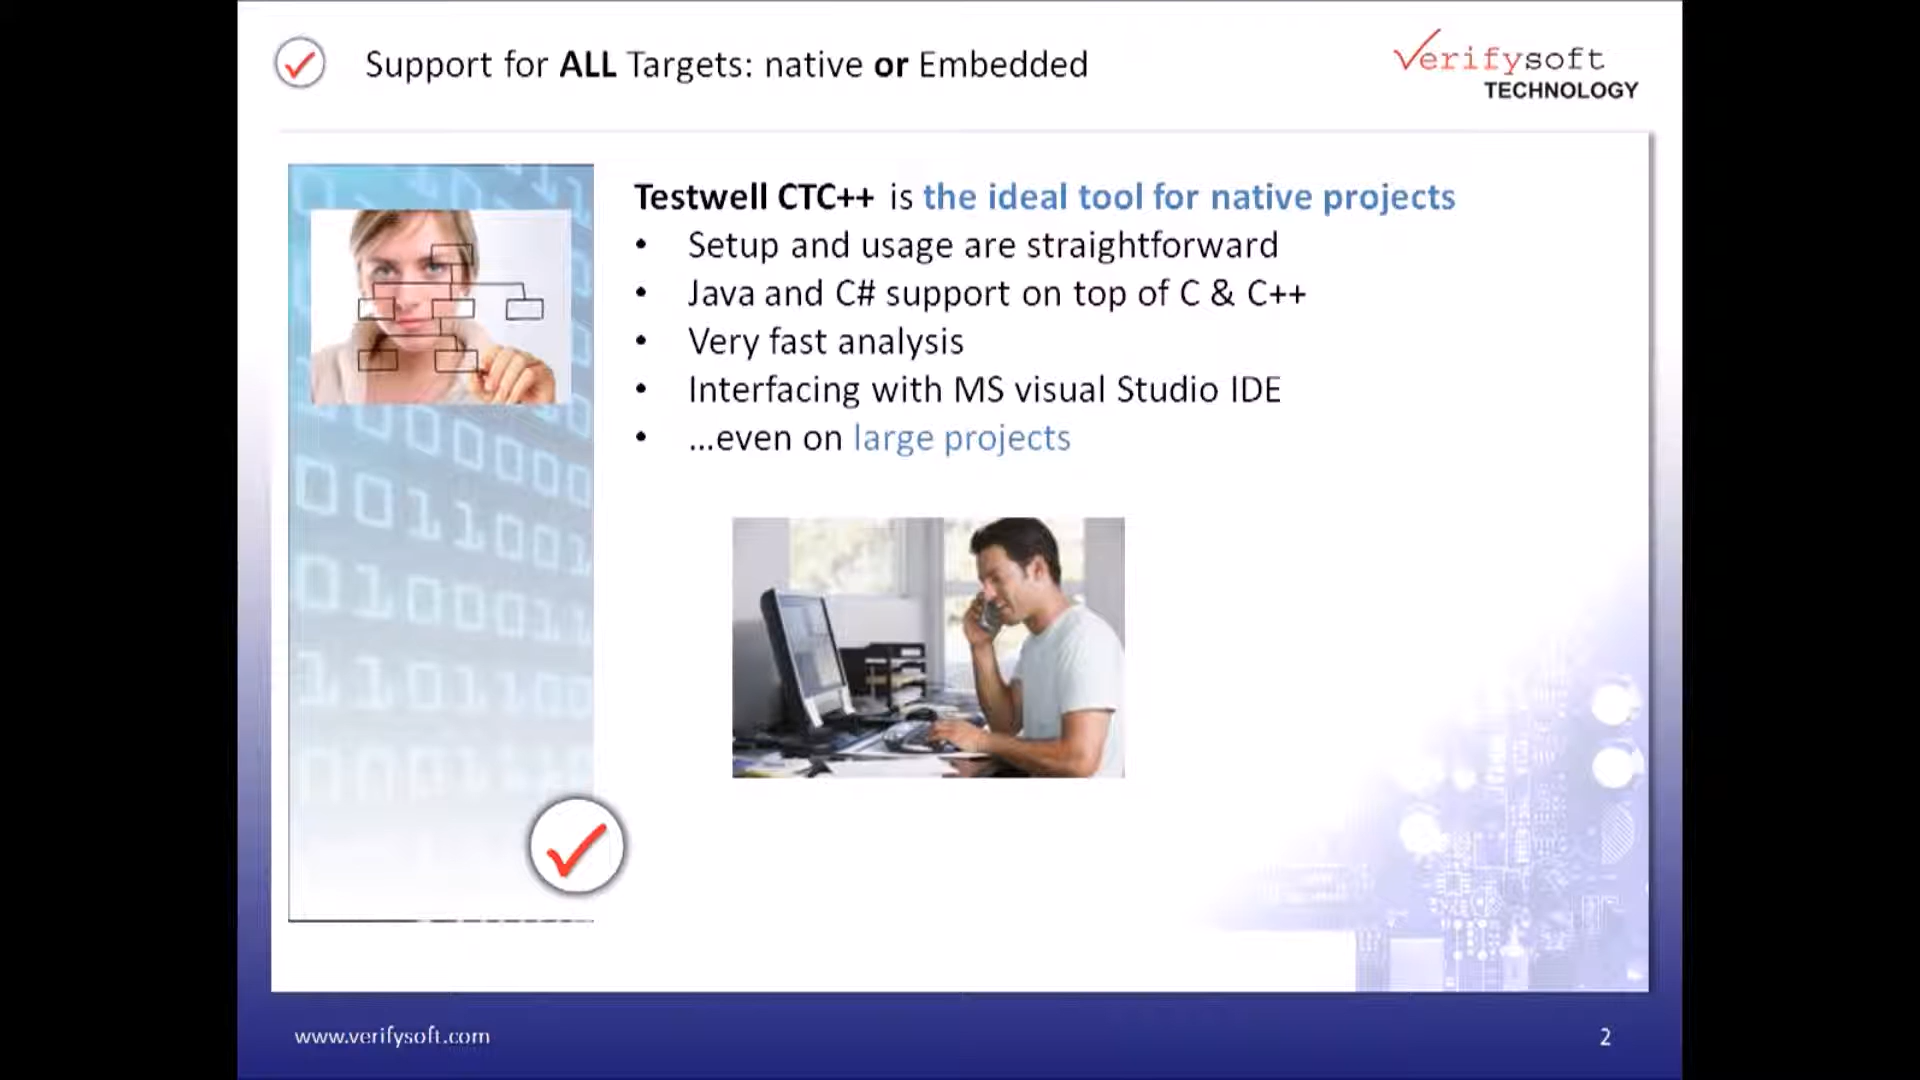 Support for ALL Targets: native or Embedded
Verifysoft
TECHNOLOGY
Testwell CTC++ is the ideal tool for native projects
• Setup and usage are straightforward
• Java and C# support on top of C & C++
• Very fast analysis
• Interfacing with MS visual Studio IDE
• ...even on large projects
www.verifysoft.com
2